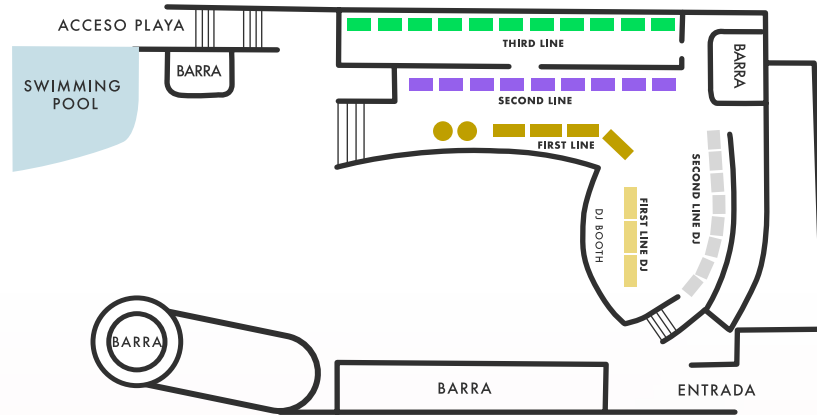 ACCESO PLAYA
THIRD LINE
BARRA
BARRA
SWIMMING
POOL
SECOND LINE
FIRST LINE
SECOND LINE DJ
FIRST LINE DJ
DJ BOOTH
BARRA
BARRA
ENTRADA